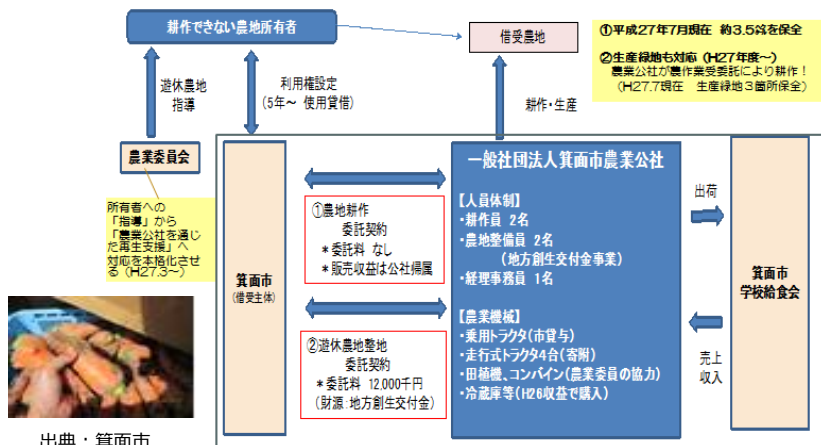 耕作できない農地所有者
借受農地
①平成27年7月現在 約3.5㌶を保全
②生産緑地も対応（H27年度～）
農業公社が農作業受委託により耕作！
（H27.7現在 生産緑地３箇所保全）
遊休農地
指導
利用権設定
(5年～ 使用貸借)
耕作・生産
農業委員会
所有者への
「指導」から
「農業公社を通じ
た再生支援」へ
対応を本格化させ
る（H27.3～）
箕面市
(借受主体)
①農地耕作
委託契約
＊委託料 なし
＊販売収益は公社帰属
②遊休農地整地
委託契約
＊委託料 12,000千円
(財源:地方創生交付金)
一般社団法人箕面市農業公社
【人員体制】
・耕作員 2名
・農地整備員 2名
(地方創生交付金事業)
・経理事務員 1名
【農業機械】
・乗用トラクタ(市貸与)
・走行式トラクタ4台(寄附)
・田植機、コンバイン(農業委員の協力)
・冷蔵庫等(H26収益で購入)
出荷
売上
収入
箕面市
学校給食会
出典：箕面市